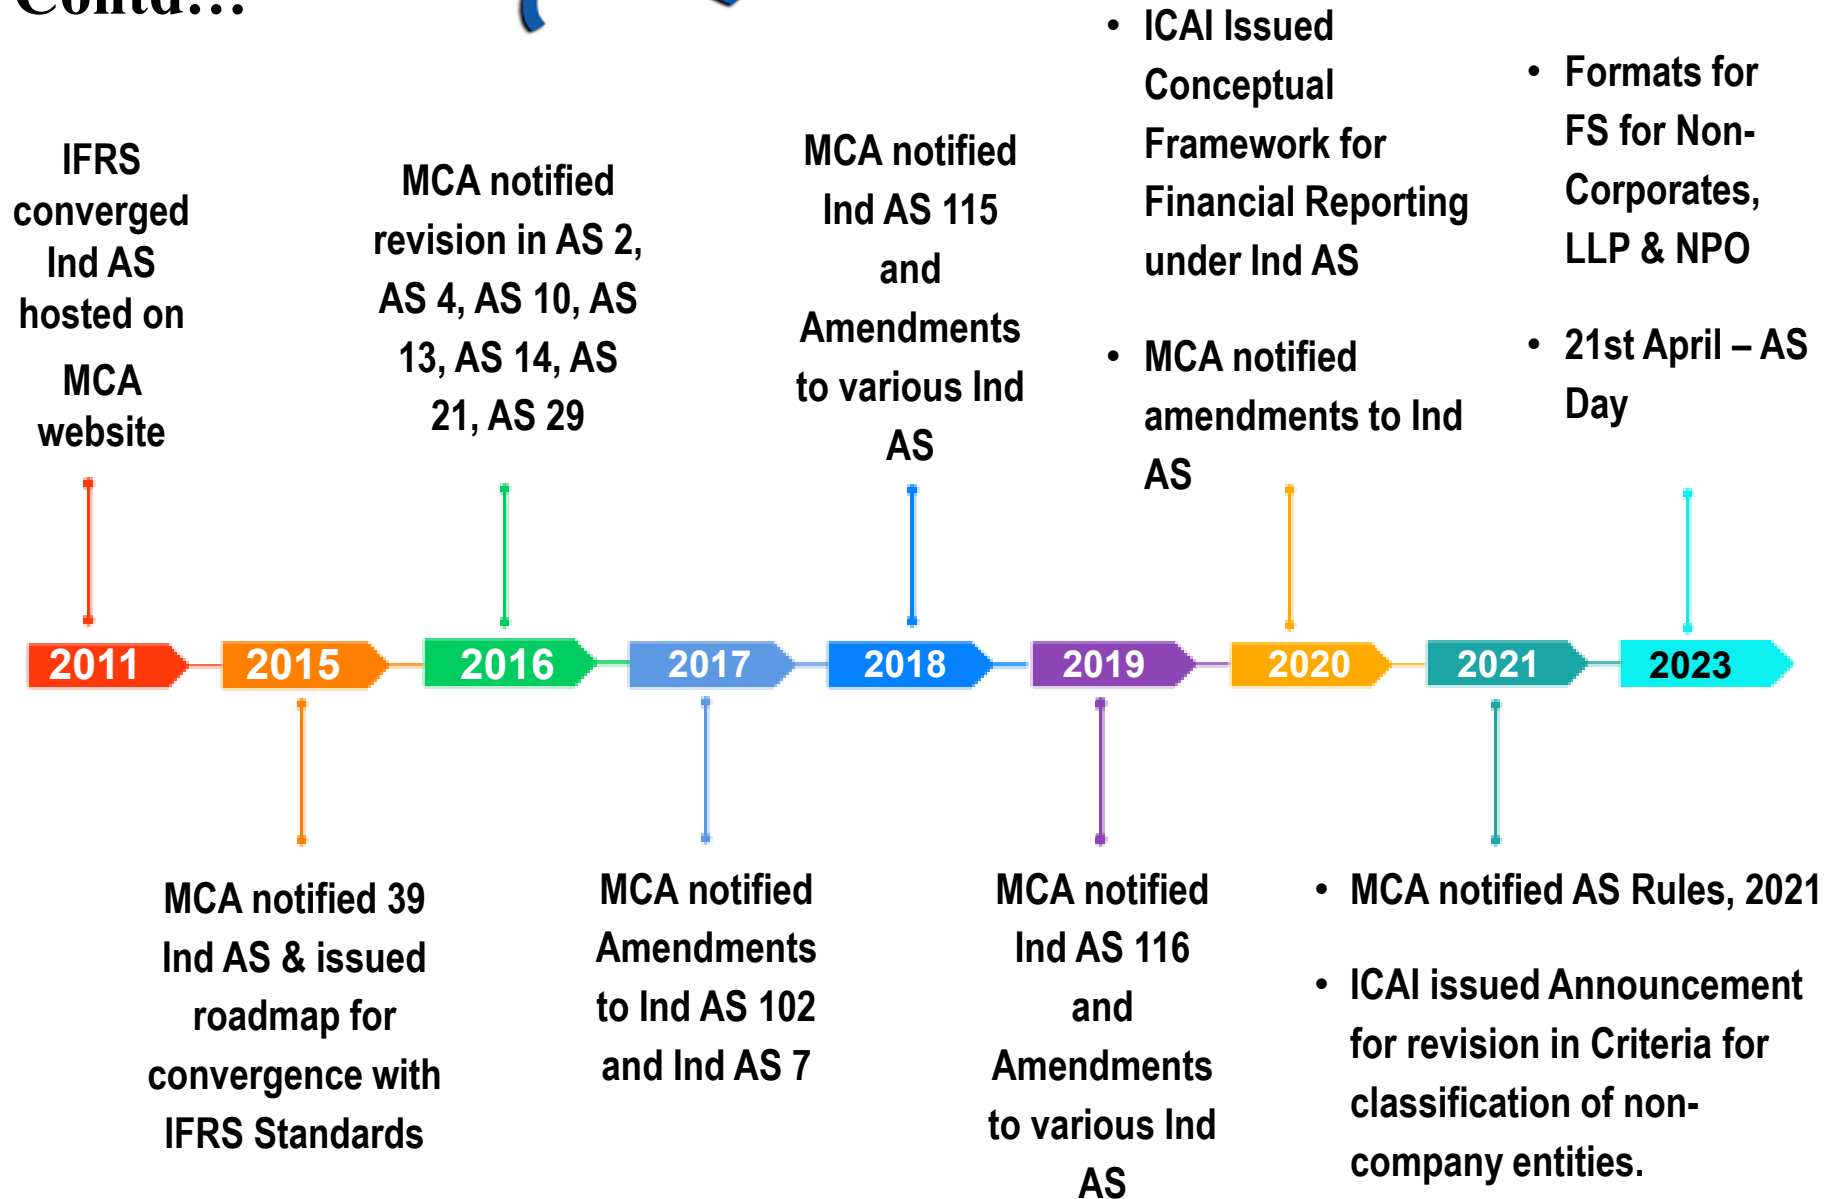 Contd...
IFRS
converged
Ind AS
hosted on
MCA
website
MCA notified
revision in AS 2,
AS 4, AS 10, AS
13, AS 14, AS
21, AS 29
MCA notified
Ind AS 115
and
Amendments
to various Ind
AS
• ICAI Issued
Conceptual
Framework for
Financial Reporting
under Ind AS
• MCA notified
amendments to Ind
AS
• Formats for
FS for Non-
Corporates,
LLP & NPO
• 21st April – AS
Day
2011
2015
2016
2017
2018
2019
2020
2021
2023
MCA notified 39
Ind AS & issued
roadmap for
convergence with
IFRS Standards
MCA notified
Amendments
to Ind AS 102
and Ind AS 7
MCA notified
Ind AS 116
and
Amendments
to various Ind
AS
• MCA notified AS Rules, 2021
• ICAI issued Announcement
for revision in Criteria for
classification of non-
company entities.